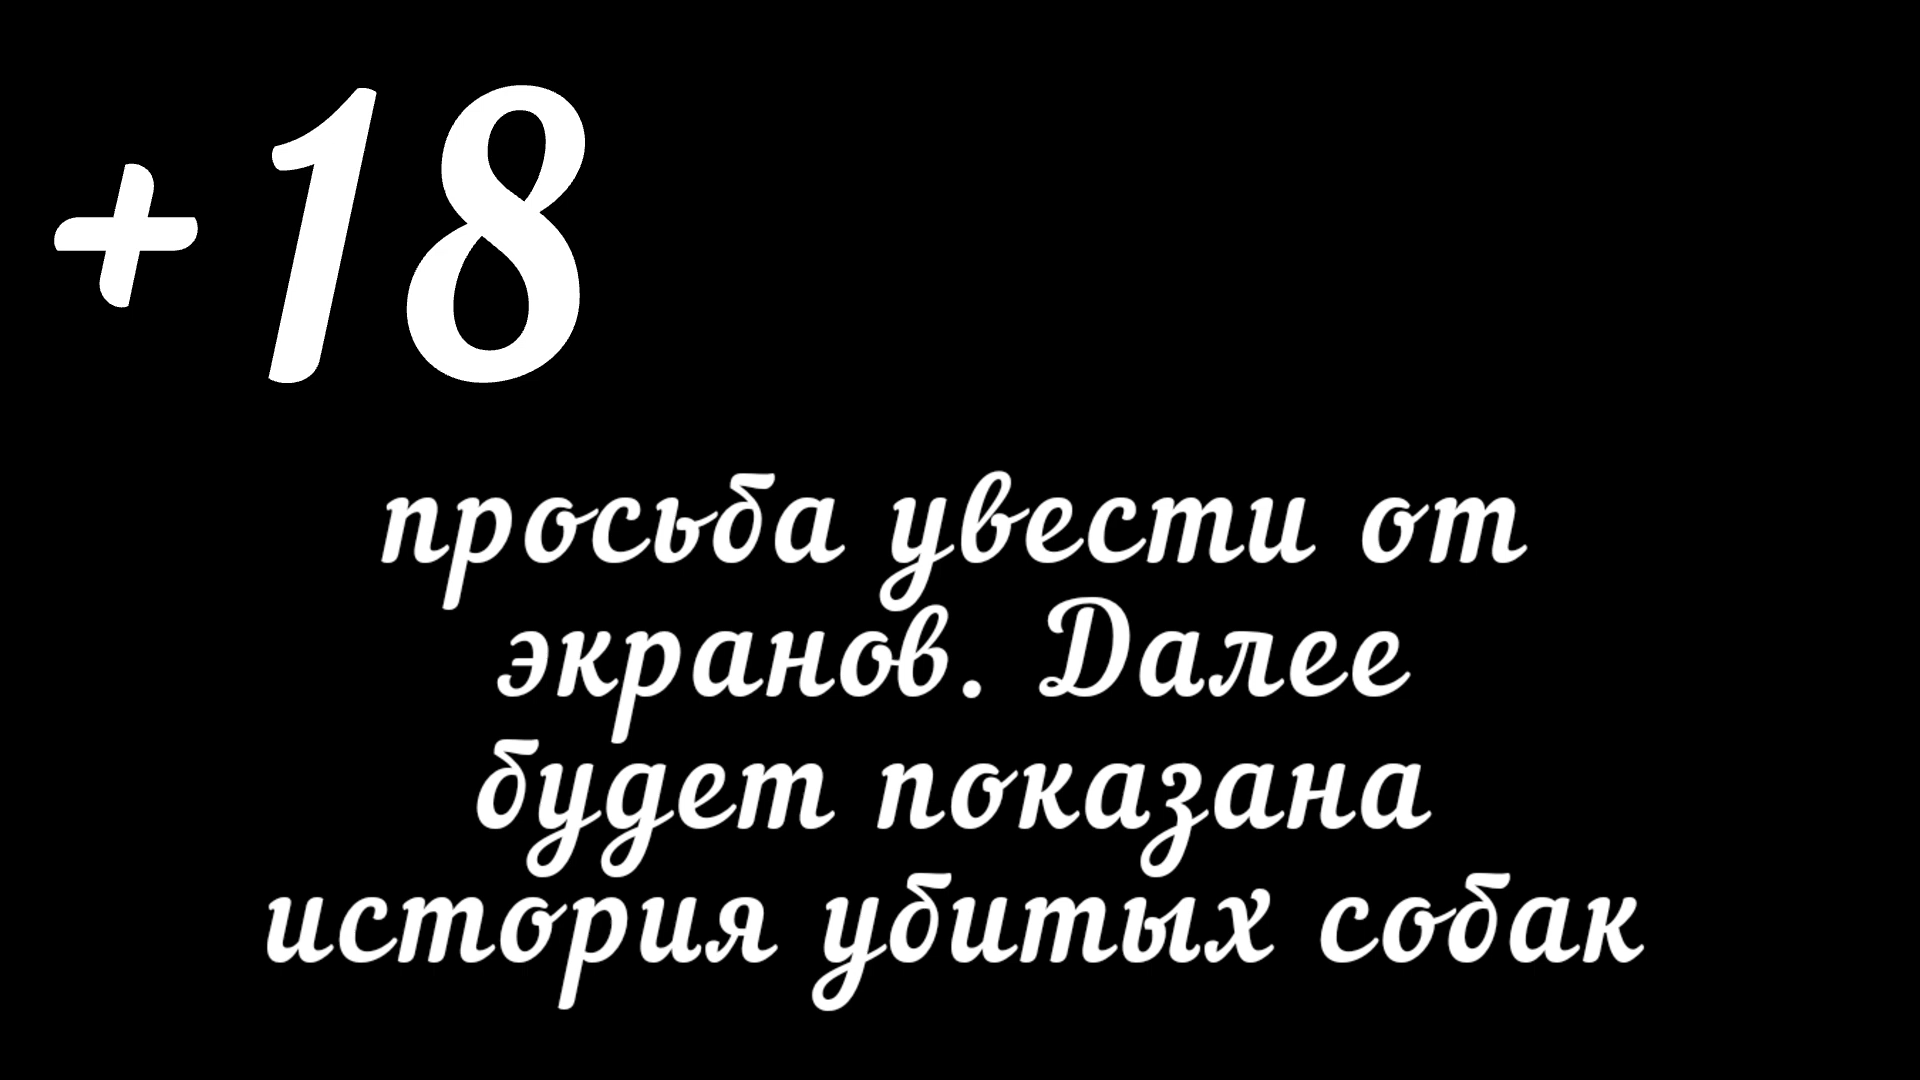 +18
просьба увести от
экранов. Далее
будет показана
история убитых собак